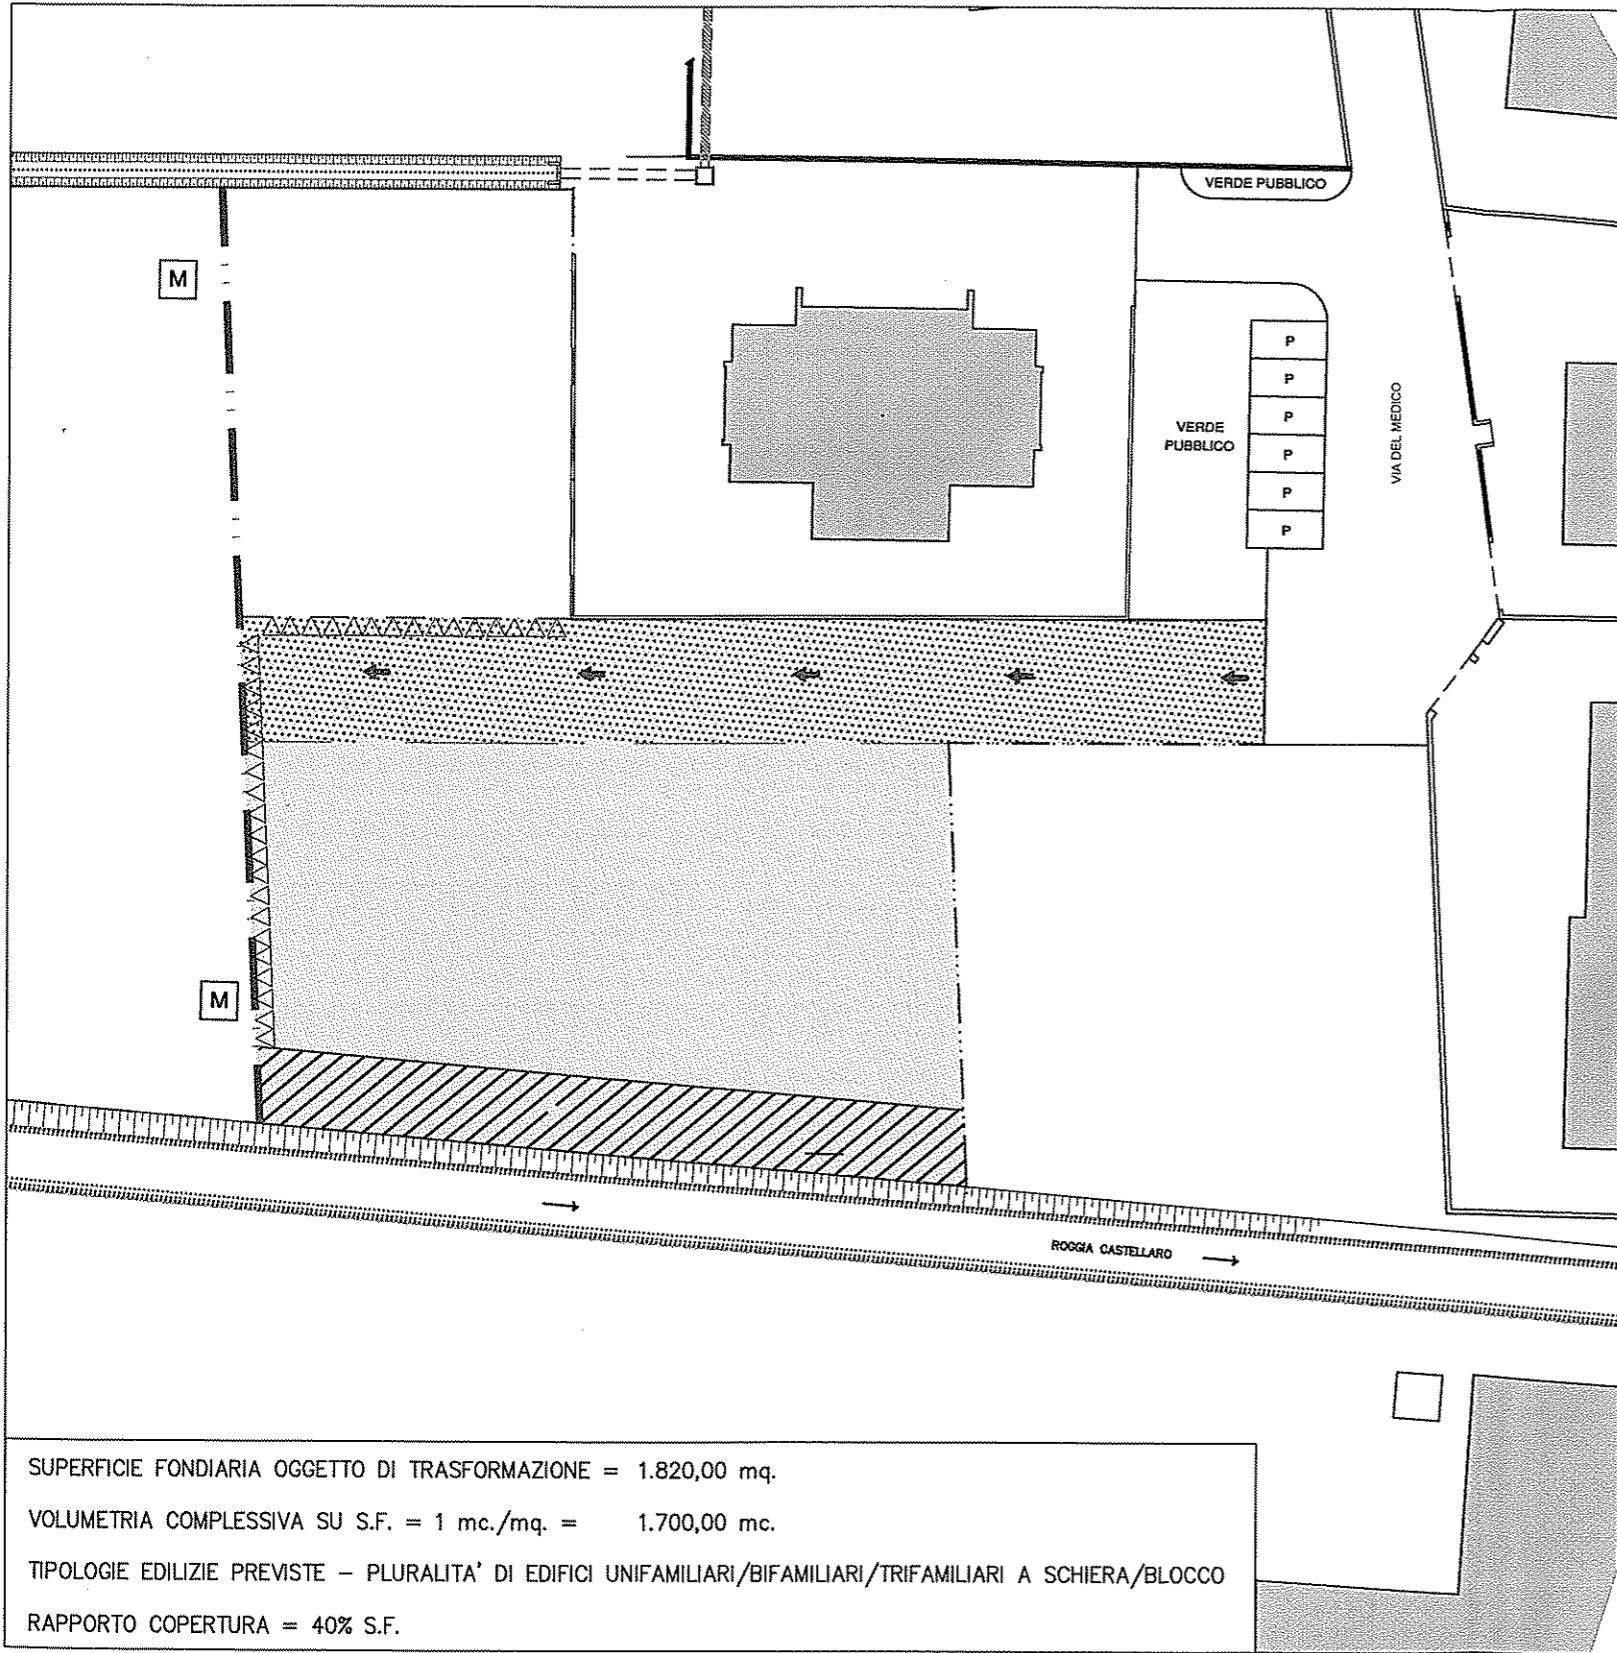 VERDE PUBBLICO
M
P
P
P
P
P
P
VERDE
PUBBLICO
VIA DEL MEDICO
M
ROGGIA CASTELLARO
SUPERFICIE FONDIARIA OGGETTO DI TRASFORMAZIONE = 1.820,00 mq.
VOLUMETRIA COMPLESSIVA SU S.F. = 1 mc./mq. = 1.700,00 mc.
TIPOLOGIE EDILIZIE PREVISTE – PLURALITA' DI EDIFICI UNIFAMILIARI/BIFAMILIARI/TRIFAMILIARI A SCHIERA/BLOCCO
RAPPORTO COPERTURA = 40% S.F.